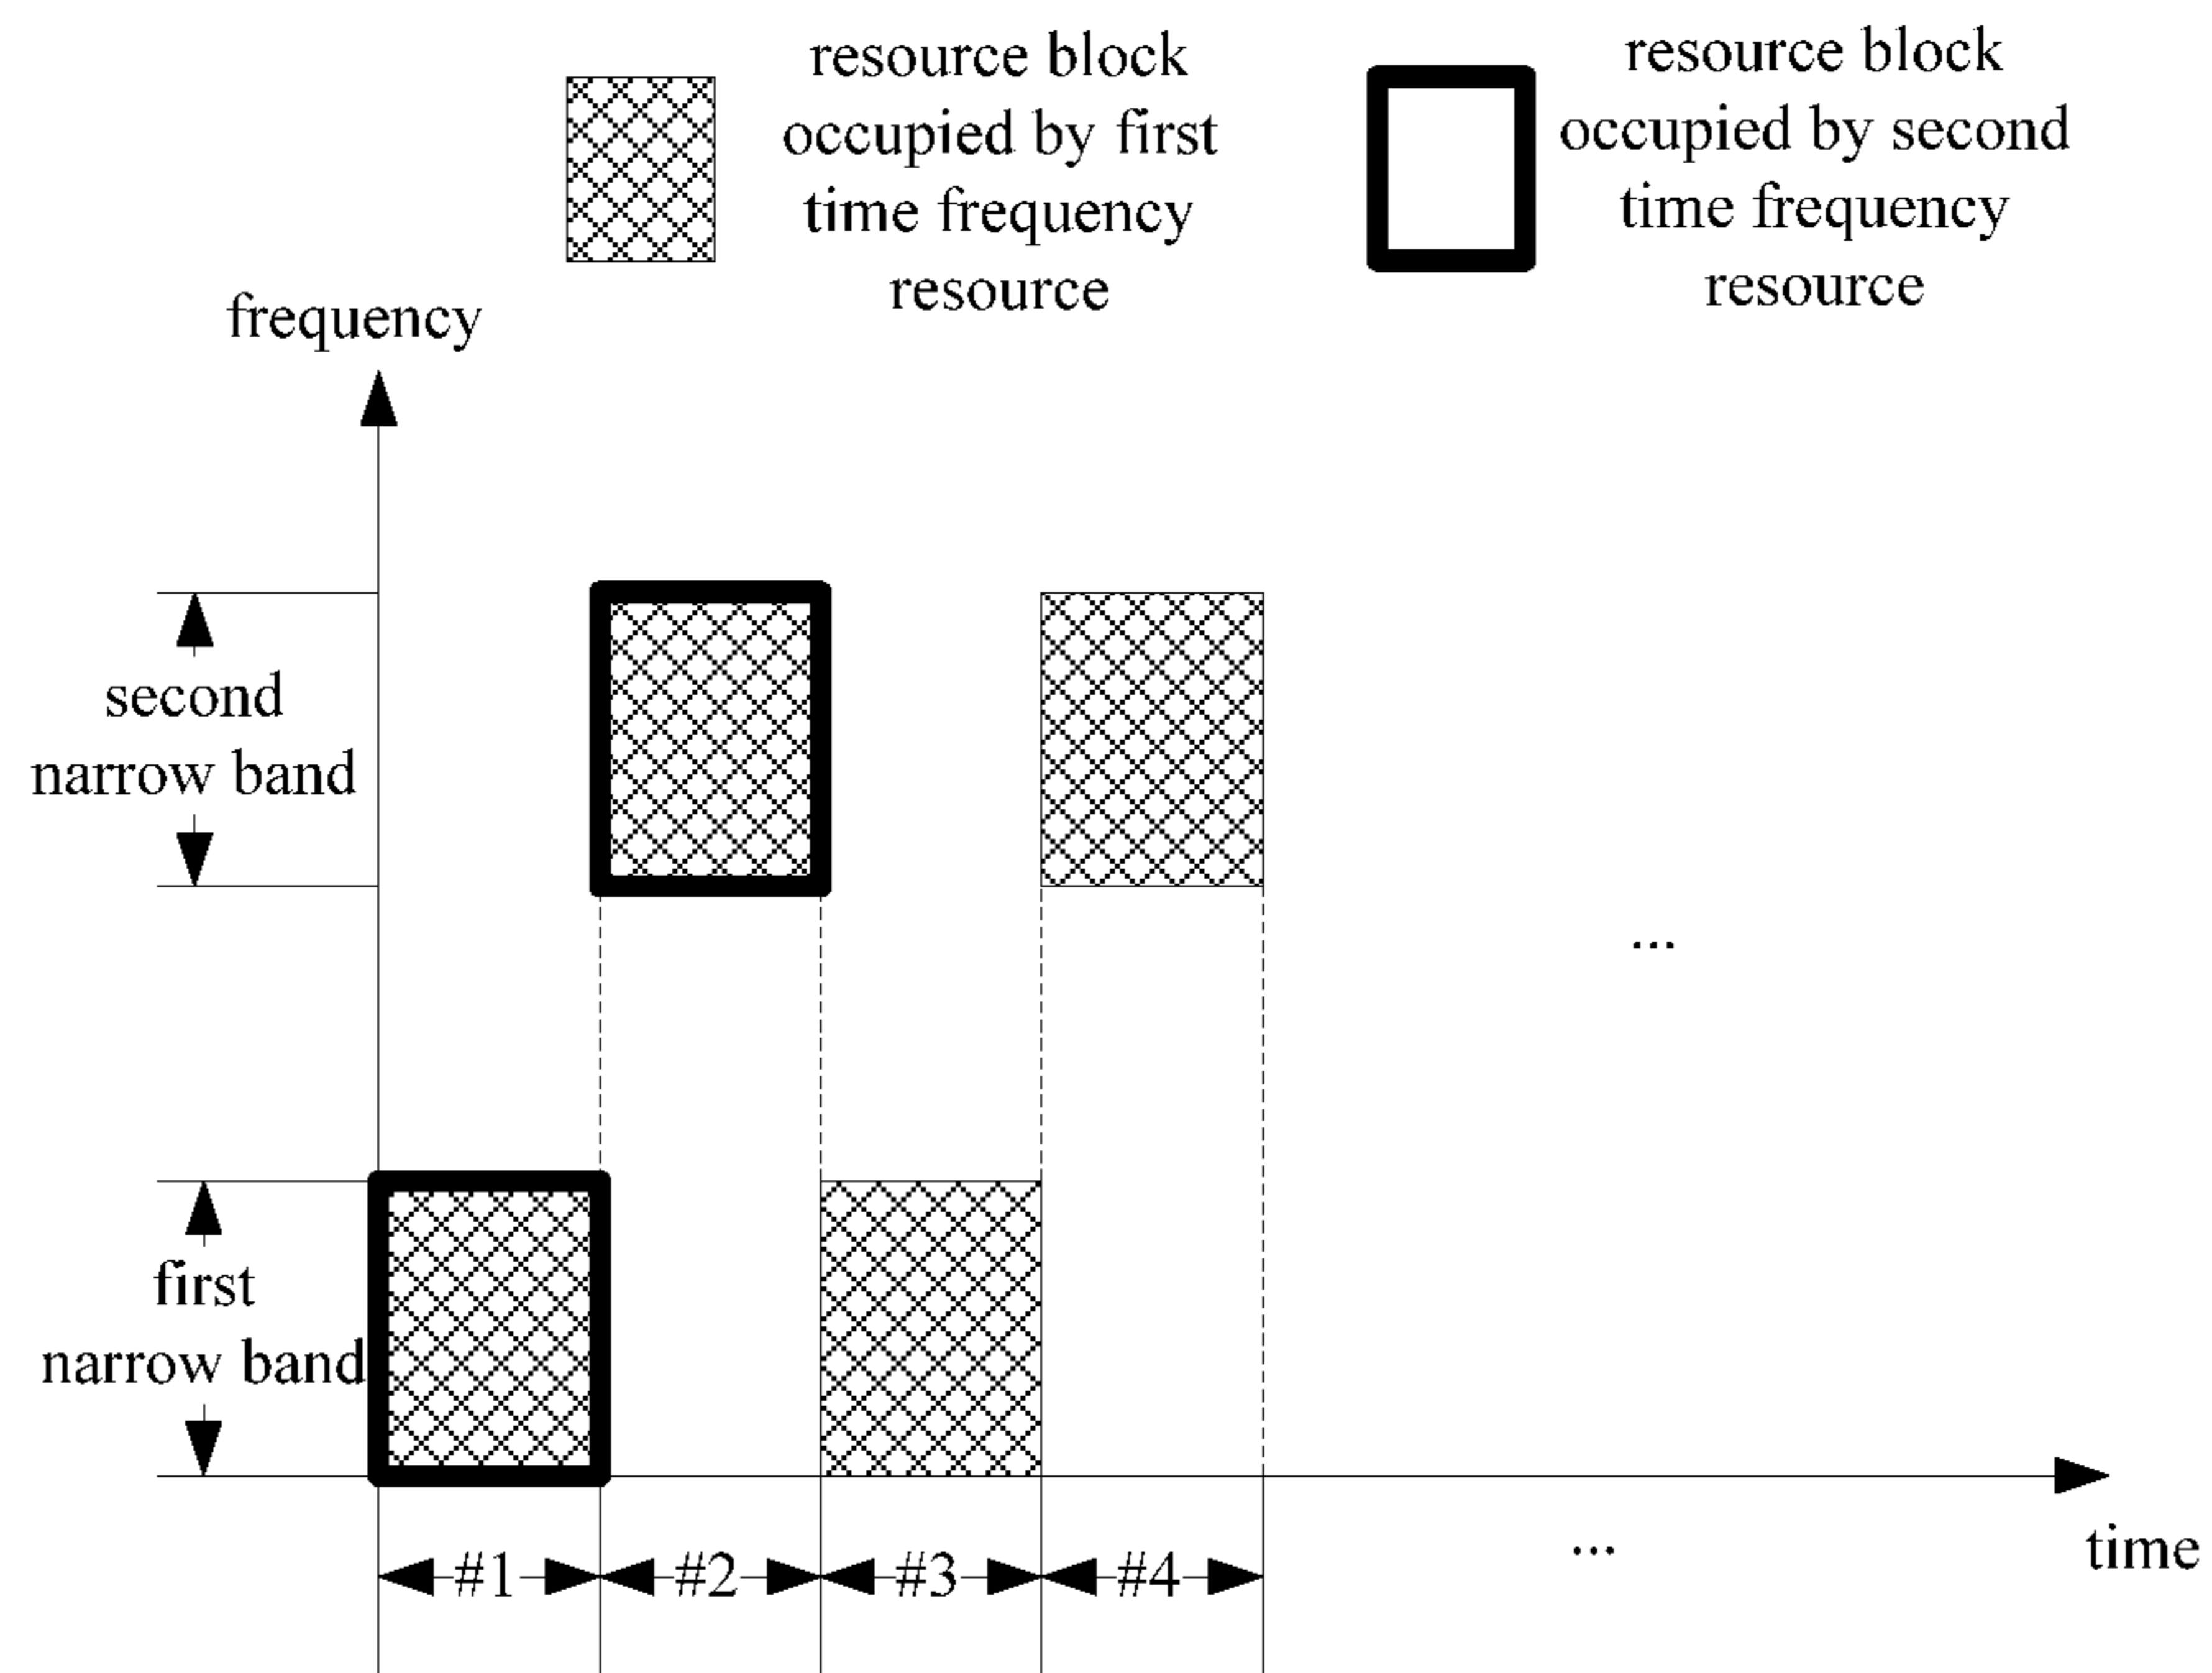 resource block
occupied by first
time frequency
resource
resource block
occupied by second
time frequency
resource
frequency
second
narrow band
...
first
narrow band
#1
#2
#3
#4
...
time